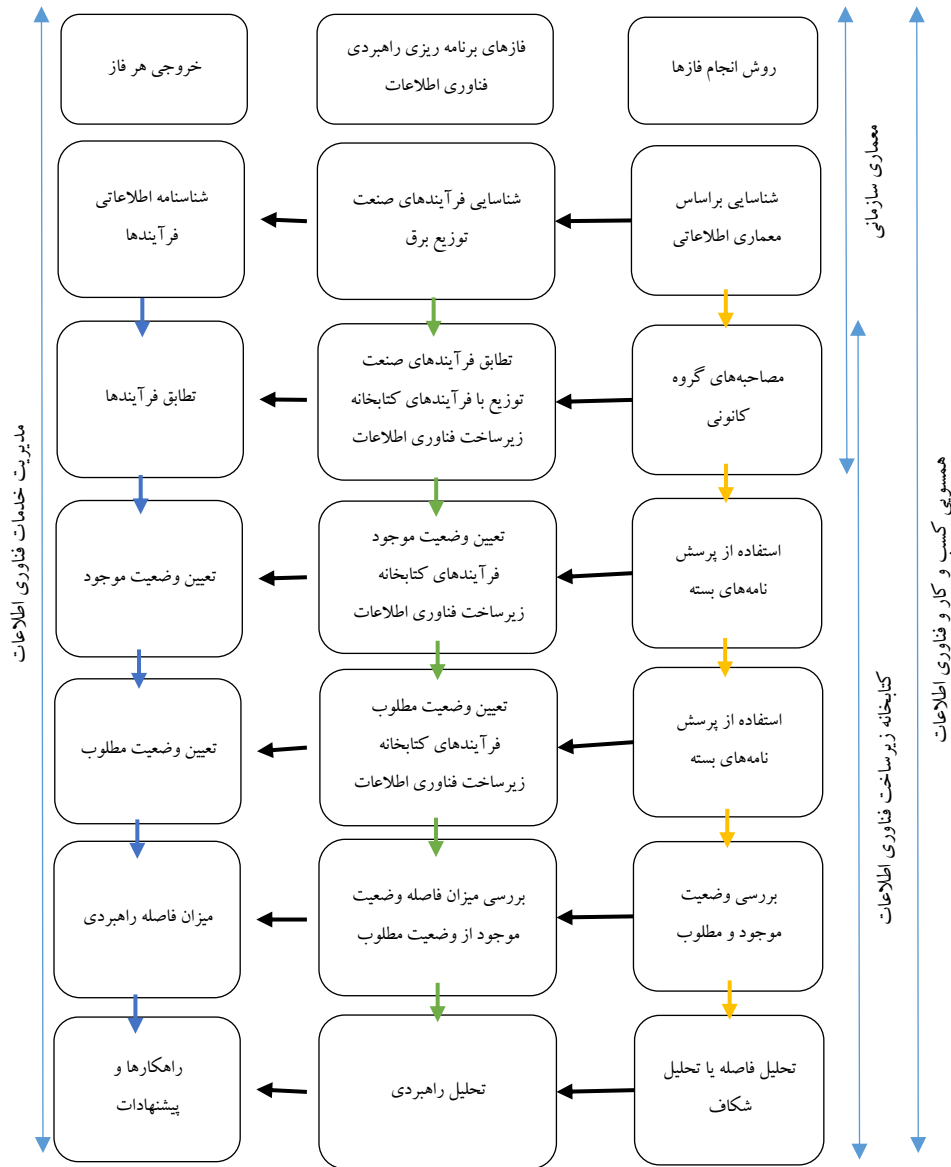 روش انجام فازها
فازهای برنامه ریزی راهبردی
فناوری اطلاعات
خروجی هر فاز
شناسایی براساس
معماری اطلاعاتی
شناسایی فرآیندهای صنعت
توزیع برق
شناسنامه اطلاعاتی
فرآیندها
مصاحبه‌های گروه
کانونی
تطابق فرآیندهای صنعت
توزیع با فرآیندهای کتابخانه
زیرساخت فناوری اطلاعات
تطابق فرآیندها
استفاده از پرسش
نامه‌های بسته
تعیین وضعیت موجود
فرآیندهای کتابخانه
زیرساخت فناوری اطلاعات
تعیین وضعیت موجود
استفاده از پرسش
نامه‌های بسته
تعیین وضعیت مطلوب
فرآیندهای کتابخانه
زیرساخت فناوری اطلاعات
تعیین وضعیت مطلوب
بررسی وضعیت
موجود و مطلوب
بررسی میزان فاصله وضعیت
موجود از وضعیت مطلوب
میزان فاصله راهبردی
تحلیل فاصله یا تحلیل
شکاف
تحلیل راهبردی
راهکارها و
پیشنهادات
همسویی کسب و کار و فناوری اطلاعات
معماری سازمانی
کتابخانه زیرساخت فناوری اطلاعات
مدیریت خدمات فناوری اطلاعات